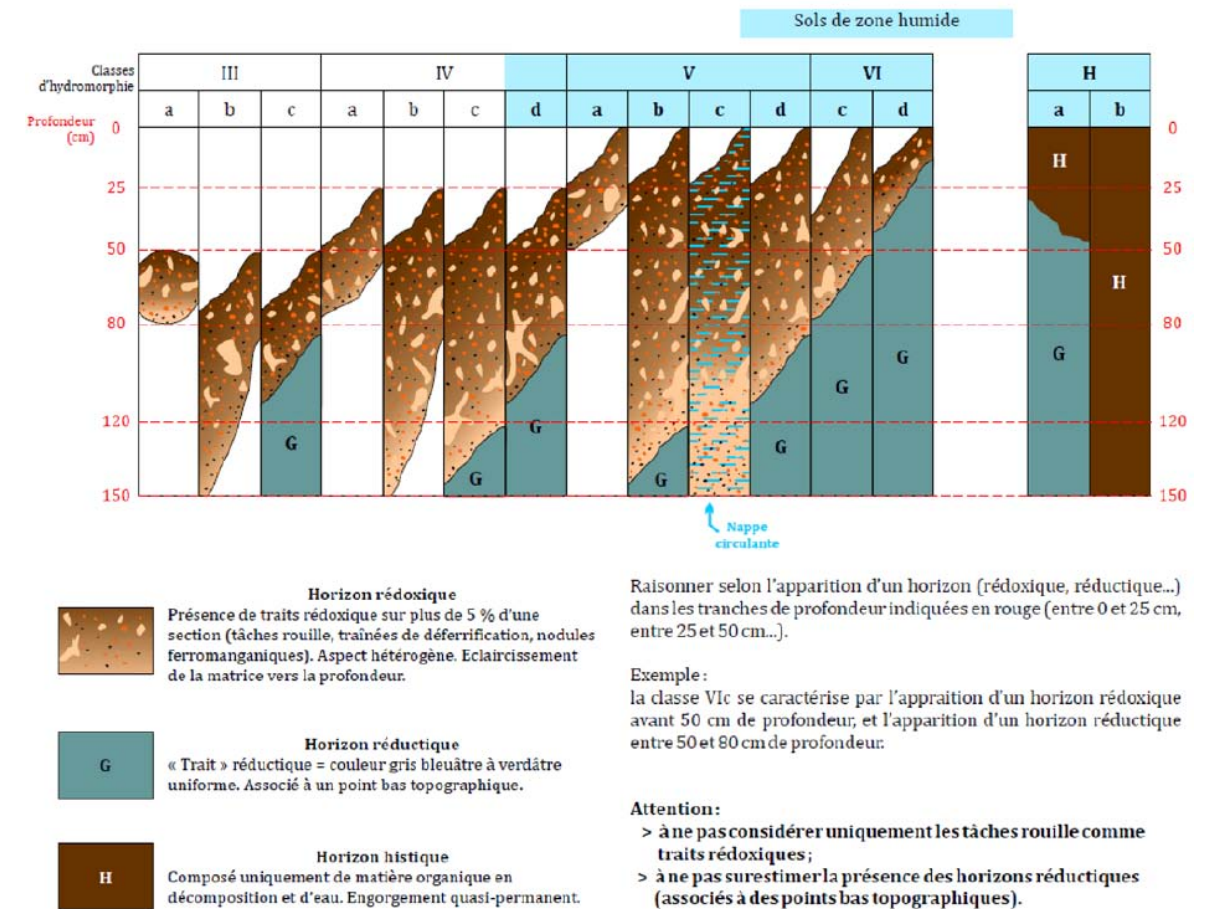 Sols de zone humide
Classes d'hydromorphie
III IV V VI H
a b c a b c d a b c d c d a b
Profondeur (cm)
0 0
H
25 25
50 50
H
80 80
G G
G
120 120
G G
G G G
150 150
Nappe
circulante
Horizon rédoxique
Présence de traits rédoxique sur plus de 5 % d'une
section (tâches rouille, traînées de déferrification, nodules
ferromanganiques). Aspect hétérogène. Eclaircissement
de la matrice vers la profondeur.
G
Horizon réductique
« Trait » réductique = couleur gris bleuâtre à verdâtre
uniforme. Associé à un point bas topographique.
H
Horizon histique
Composé uniquement de matière organique en
décomposition et d'eau. Engorgement quasi-permanent.
Raisonner selon l'apparition d'un horizon (rédoxique, réductique...)
dans les tranches de profondeur indiquées en rouge (entre 0 et 25 cm,
entre 25 et 50 cm...).
Exemple :
la classe VIc se caractérise par l'appraition d'un horizon rédoxique
avant 50 cm de profondeur, et l'apparition d'un horizon réductique
entre 50 et 80 cm de profondeur.
Attention :
> à ne pas considérer uniquement les tâches rouille comme
traits rédoxiques ;
> à ne pas surestimer la présence des horizons réductiques
(associés à des points bas topographiques).